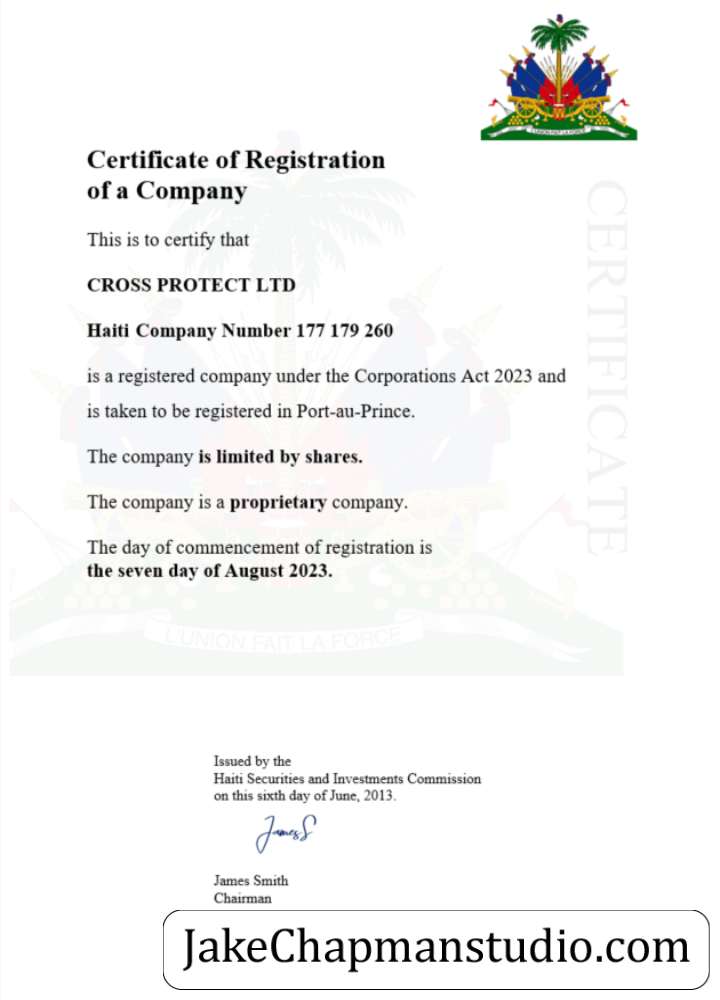 L'UNION FAIT LA FORCE
Certificate of Registration
of a Company
This is to certify that
CROSS PROTECT LTD
Haiti Company Number 177 179 260
is a registered company under the Corporations Act 2023 and
is taken to be registered in Port-au-Prince.
The company is limited by shares.
The company is a proprietary company.
The day of commencement of registration is
the seven day of August 2023.
CERTIFICATE
L'UNION FAIT LA FORCE
Issued by the
Haiti Securities and Investments Commission
on this sixth day of June, 2013.
JamesS
James Smith
Chairman
JakeChapmanstudio.com